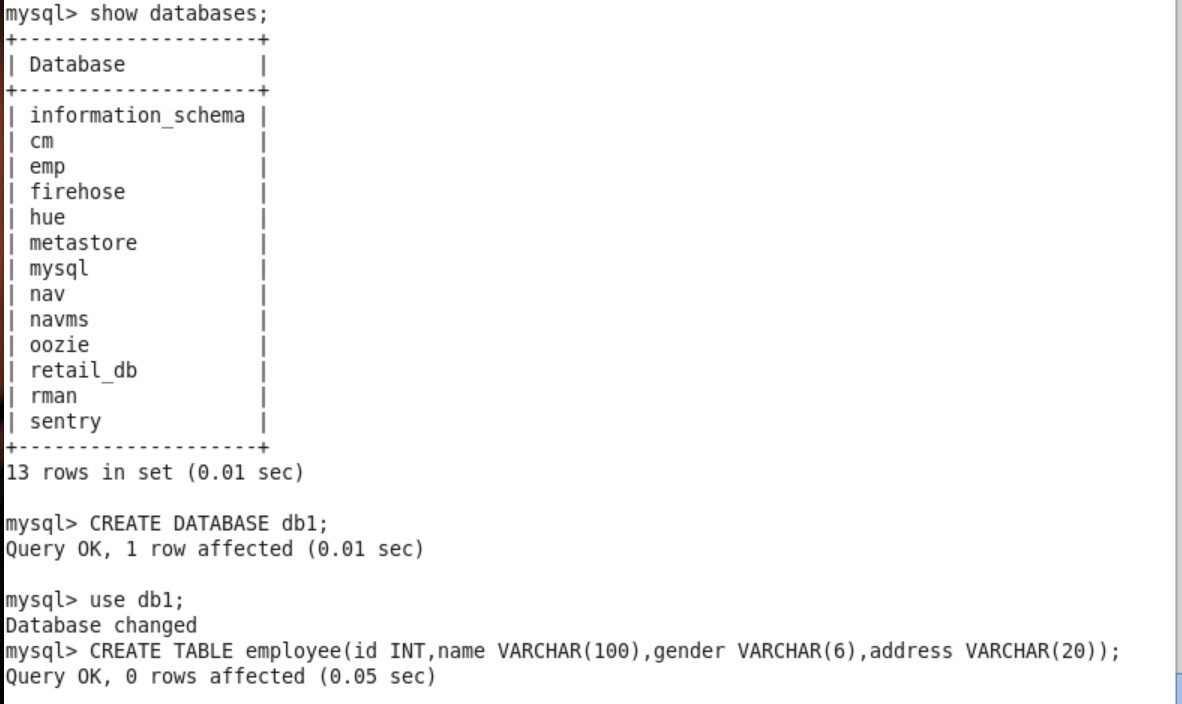 mysql> show databases;
+--------------------+
| Database           |
+--------------------+
| information_schema |
| cm                 |
| emp                |
| firehose           |
| hue                |
| metastore          |
| mysql              |
| nav                |
| navms              |
| oozie              |
| retail_db          |
| rman               |
| sentry             |
+--------------------+
13 rows in set (0.01 sec)

mysql> CREATE DATABASE db1;
Query OK, 1 row affected (0.01 sec)

mysql> use db1;
Database changed
mysql> CREATE TABLE employee(id INT,name VARCHAR(100),gender VARCHAR(6),address VARCHAR(20));
Query OK, 0 rows affected (0.05 sec)